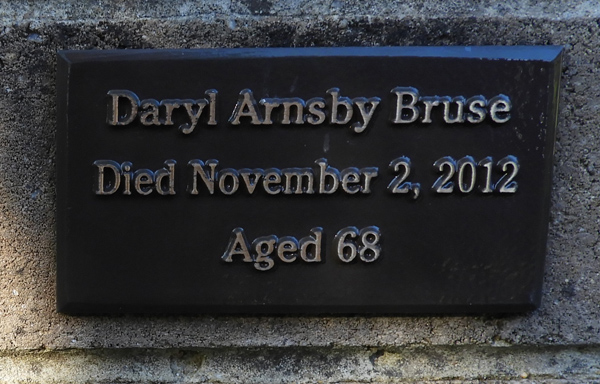 Daryl Arnsby Bruse
Died November 2, 2012
Aged 68